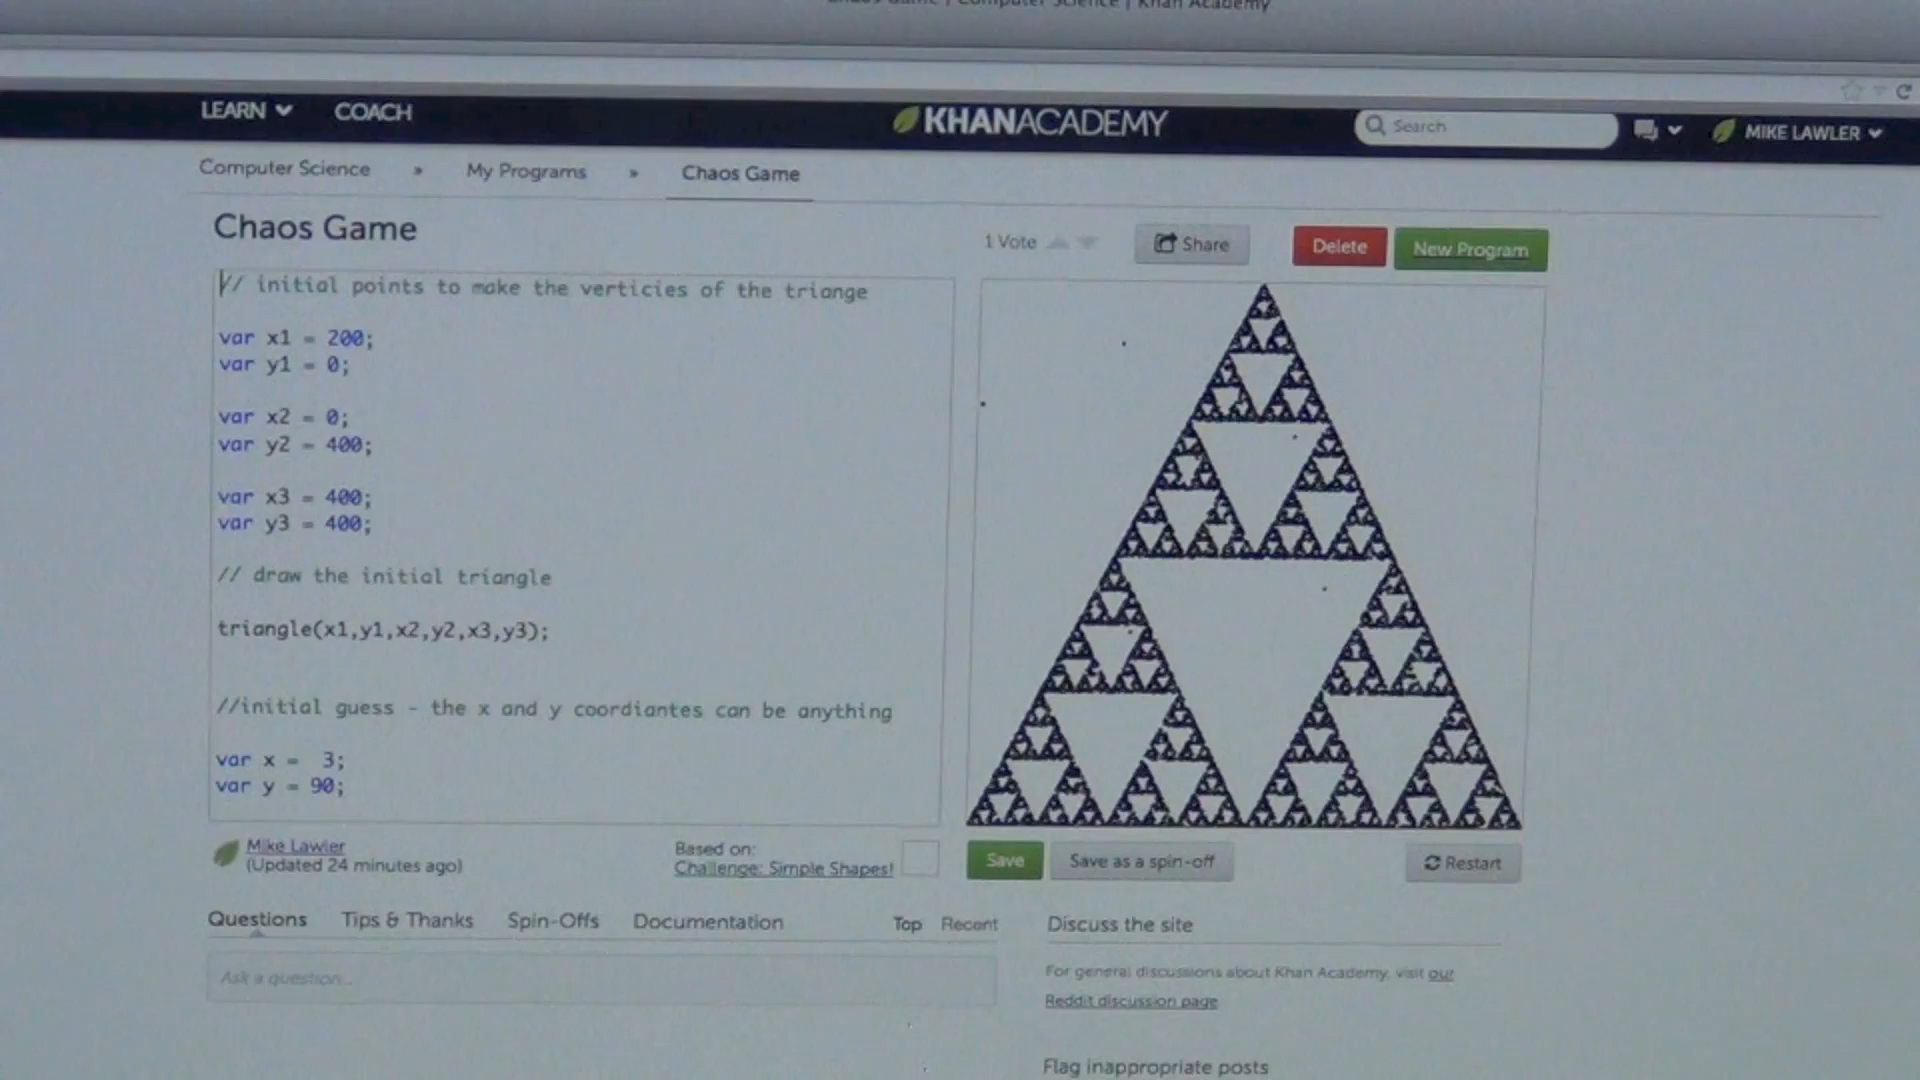 Chaos Game | Computer Science | Khan Academy
LEARN COACH KHANACADEMY Search MIKE LAWLER
Computer Science » My Programs » Chaos Game
Chaos Game
1 Vote Share Delete New Program
// initial points to make the verticies of the triange
var x1 = 200;
var y1 = 0;
var x2 = 0;
var y2 = 400;
var x3 = 400;
var y3 = 400;
// draw the initial triangle
triangle(x1,y1,x2,y2,x3,y3);
//initial guess - the x and y coordiantes can be anything
var x = 3;
var y = 90;
Mike Lawler
(Updated 24 minutes ago)
Based on:
Challenge: Simple Shapes!
Save Save as a spin-off Restart
Questions Tips & Thanks Spin-Offs Documentation Top Recent
Ask a question...
Discuss the site
For general discussions about Khan Academy, visit our
Reddit discussion page
Flag inappropriate posts